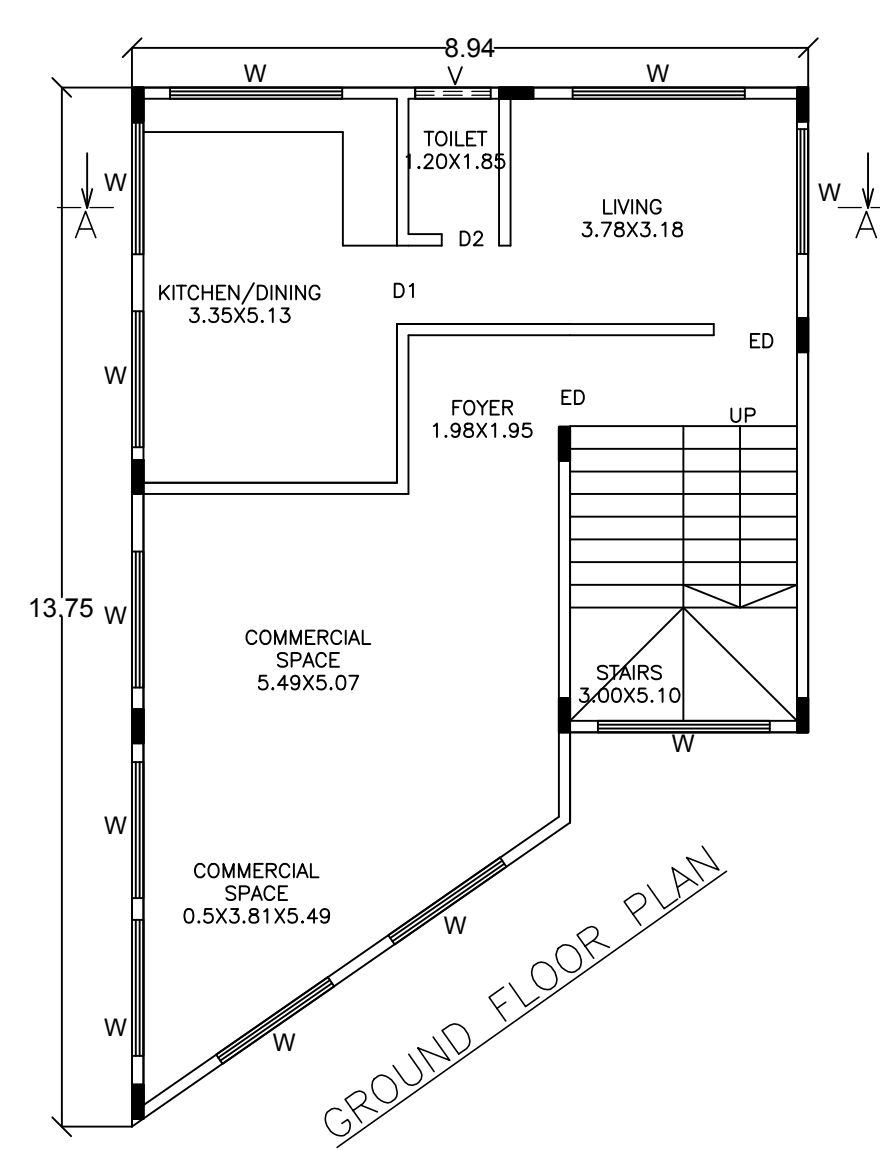 8.94
W
V
W
TOILET
1.20X1.85
W
A
D2
LIVING
3.78X3.18
W
A
KITCHEN/DINING
3.35X5.13
D1
W
ED
FOYER
1.98X1.95
ED
UP
13.75
W
COMMERCIAL
SPACE
5.49X5.07
STAIRS
3.00X5.10
W
W
COMMERCIAL
SPACE
0.5X3.81X5.49
W
W
W
GROUND FLOOR PLAN